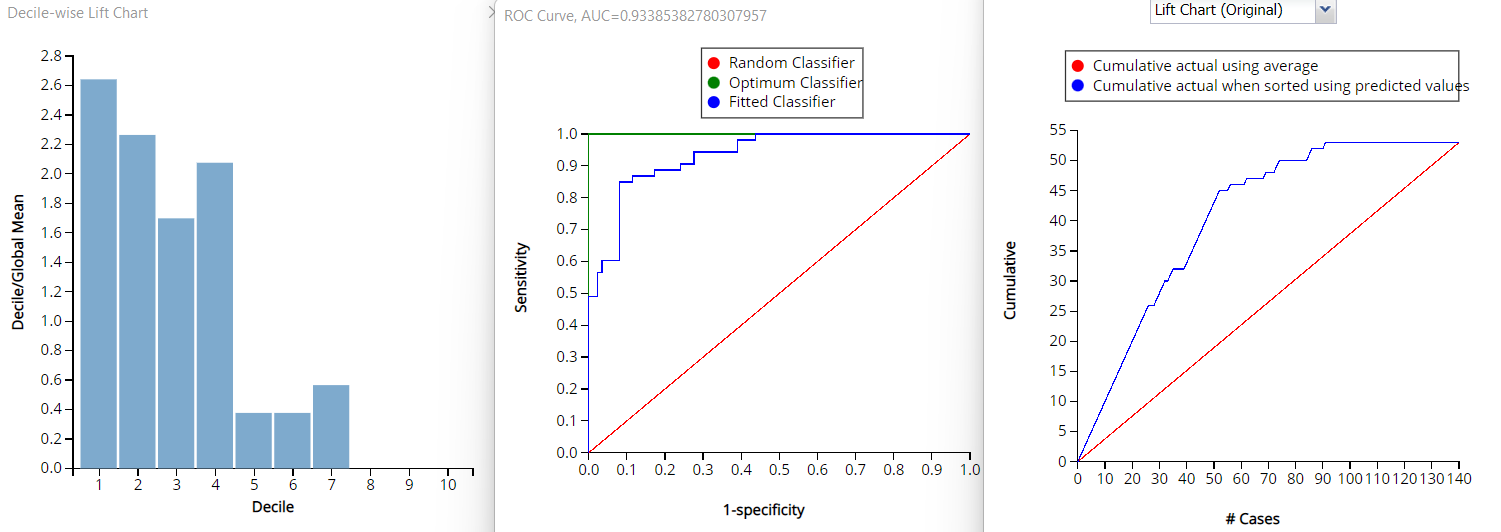 Decile-wise Lift Chart
2.8
2.6
2.4
2.2
2.0
1.8
1.6
1.4
1.2
1.0
0.8
0.6
0.4
0.2
0.0
Decile/Global Mean
1 2 3 4 5 6 7 8 9 10
Decile
ROC Curve, AUC=0.93385382780307957
Random Classifier
Optimum Classifier
Fitted Classifier
1.0
0.9
0.8
0.7
0.6
0.5
0.4
0.3
0.2
0.1
0.0
Sensitivity
0.0 0.1 0.2 0.3 0.4 0.5 0.6 0.7 0.8 0.9 1.0
1-specificity
Lift Chart (Original)
Cumulative actual using average
Cumulative actual when sorted using predicted values
55
50
45
40
35
30
25
20
15
10
5
0
Cumulative
0 10 20 30 40 50 60 70 80 90 100 110 120 130 140
# Cases